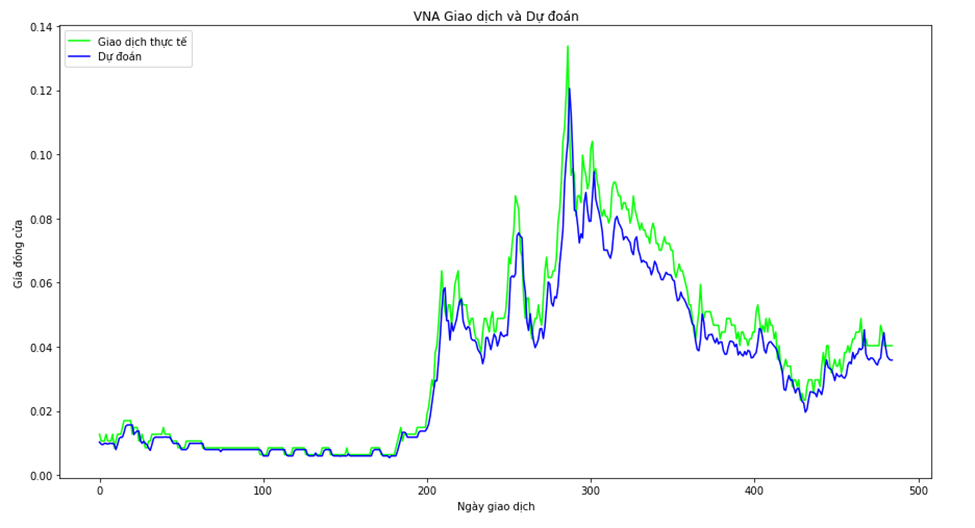 VNA Giao dịch và Dự đoán
Giao dịch thực tế
Dự đoán
0.14
0.12
0.10
0.08
0.06
0.04
0.02
0.00
Gía đóng cửa
0 100 200 300 400 500
Ngày giao dịch